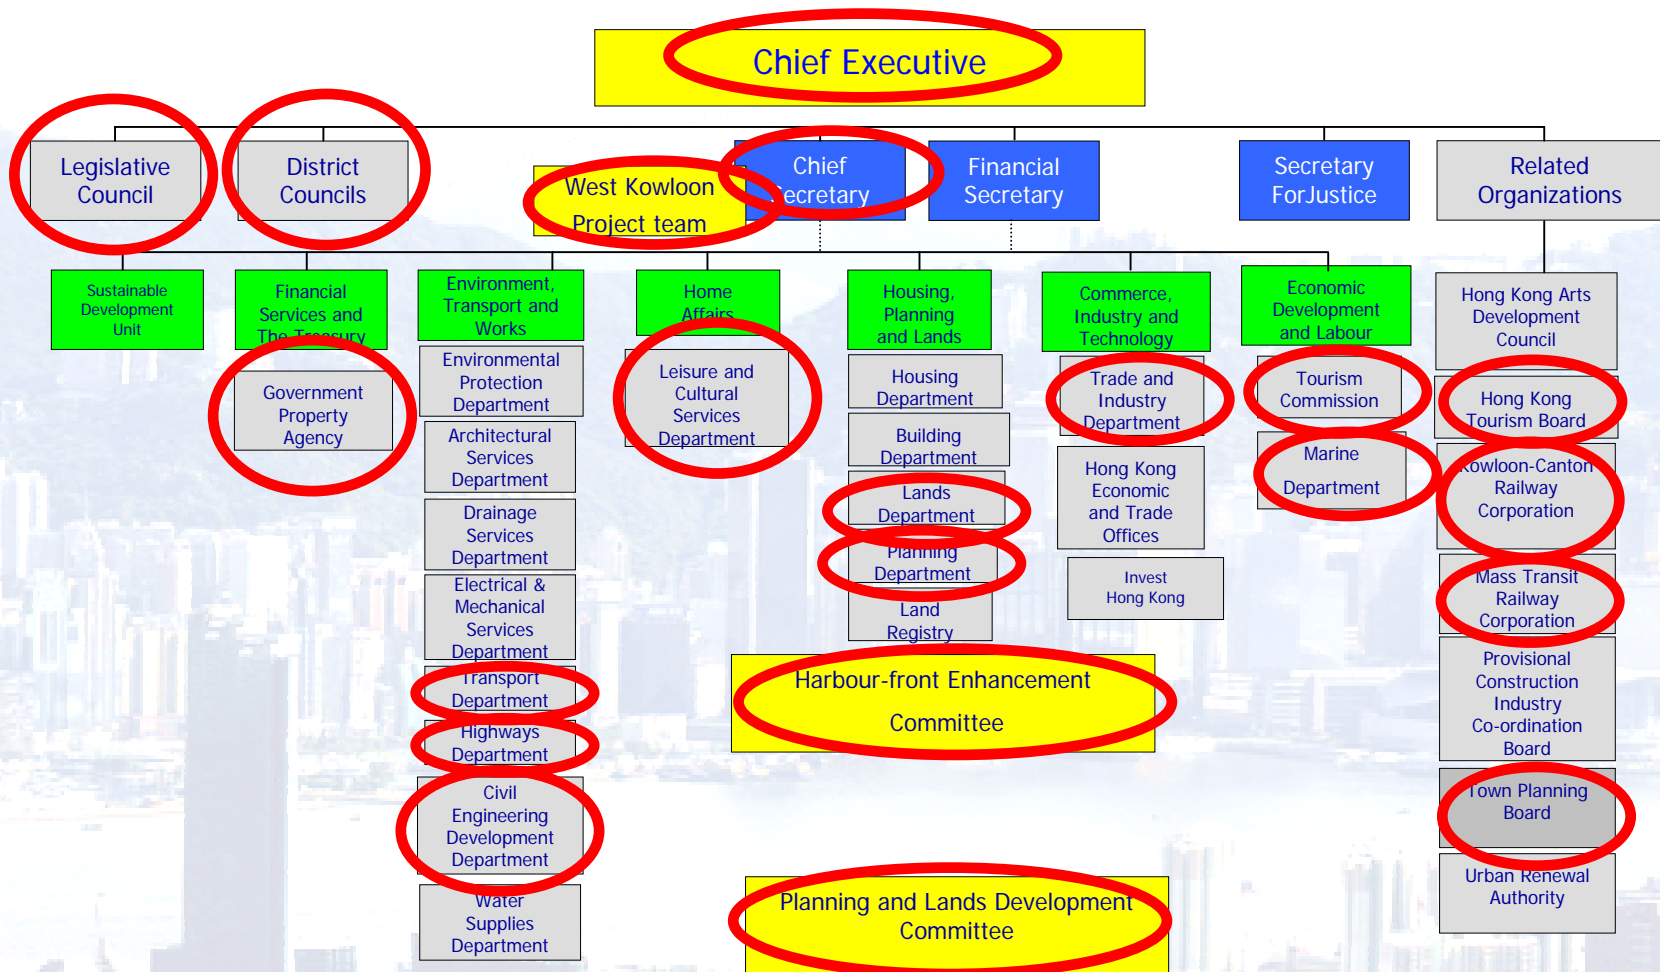 Chief Executive
Legislative
Council
District
Councils
West Kowloon
Project team
Chief
Secretary
Financial
Secretary
Secretary
ForJustice
Related
Organizations
Sustainable
Development
Unit
Financial
Services and
The Treasury
Environment,
Transport and
Works
Home
Affairs
Housing,
Planning
and Lands
Commerce,
Industry and
Technology
Economic
Development
and Labour
Hong Kong Arts
Development
Council
Government
Property
Agency
Environmental
Protection
Department
Architectural
Services
Department
Drainage
Services
Department
Electrical &
Mechanical
Services
Department
Transport
Department
Highways
Department
Civil
Engineering
Development
Department
Water
Supplies
Department
Leisure and
Cultural
Services
Department
Housing
Department
Building
Department
Lands
Department
Planning
Department
Land
Registry
Trade and
Industry
Department
Hong Kong
Economic
and Trade
Offices
Invest
Hong Kong
Tourism
Commission
Marine
Department
Hong Kong
Tourism Board
Kowloon-Canton
Railway
Corporation
Mass Transit
Railway
Corporation
Provisional
Construction
Industry
Co-ordination
Board
Town Planning
Board
Urban Renewal
Authority
Harbour-front Enhancement
Committee
Planning and Lands Development
Committee